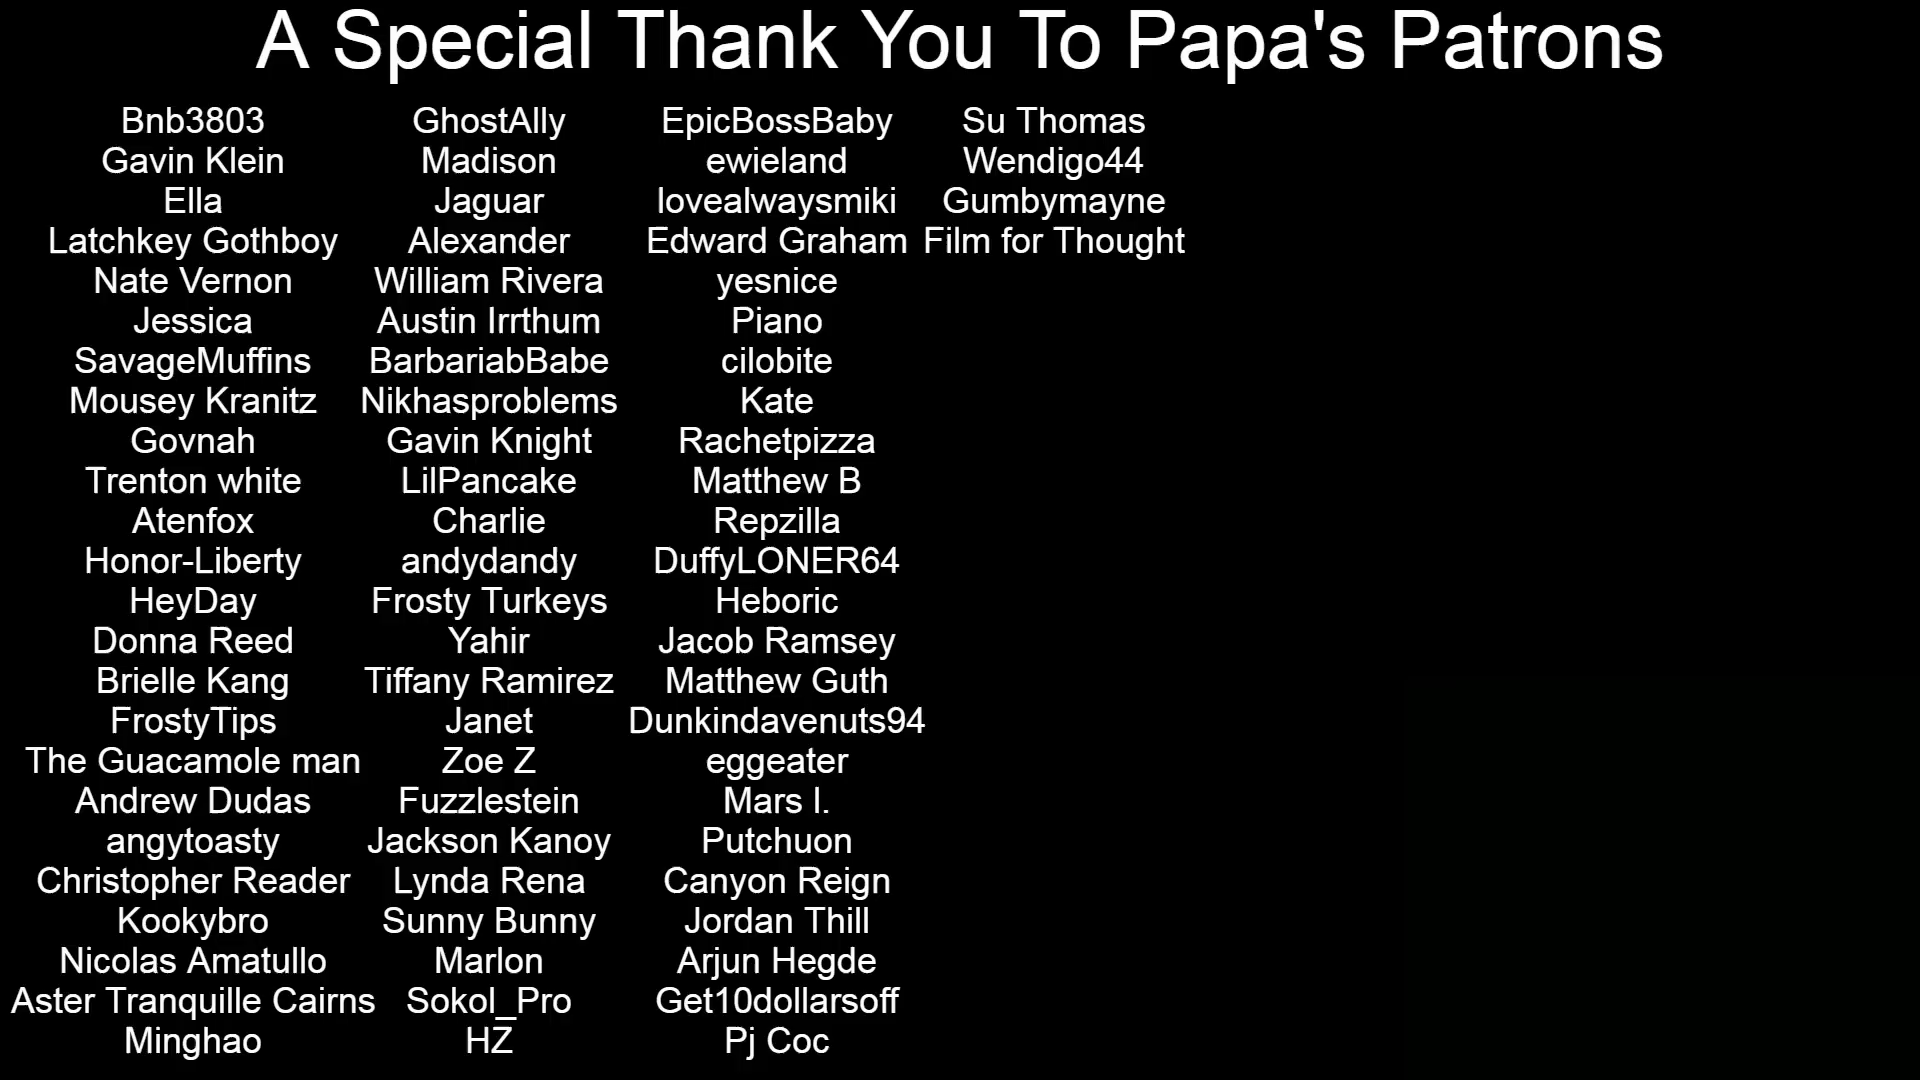 A Special Thank You To Papa's Patrons
Bnb3803
Gavin Klein
Ella
Latchkey Gothboy
Nate Vernon
Jessica
SavageMuffins
Mousey Kranitz
Govnah
Trenton white
Atenfox
Honor-Liberty
HeyDay
Donna Reed
Brielle Kang
FrostyTips
The Guacamole man
Andrew Dudas
angytoasty
Christopher Reader
Kookybro
Nicolas Amatullo
Aster Tranquille Cairns
Minghao
GhostAlly
Madison
Jaguar
Alexander
William Rivera
Austin Irrthum
BarbariabBabe
Nikhasproblems
Gavin Knight
LilPancake
Charlie
andydandy
Frosty Turkeys
Yahir
Tiffany Ramirez
Janet
Zoe Z
Fuzzlestein
Jackson Kanoy
Lynda Rena
Sunny Bunny
Marlon
Sokol_Pro
HZ
EpicBossBaby
ewieland
lovealwaysmiki
Edward Graham
yesnice
Piano
cilobite
Kate
Rachetpizza
Matthew B
Repzilla
DuffyLONER64
Heboric
Jacob Ramsey
Matthew Guth
Dunkindavenuts94
eggeater
Mars l.
Putchuon
Canyon Reign
Jordan Thill
Arjun Hegde
Get10dollarsoff
Pj Coc
Su Thomas
Wendigo44
Gumbymayne
Film for Thought